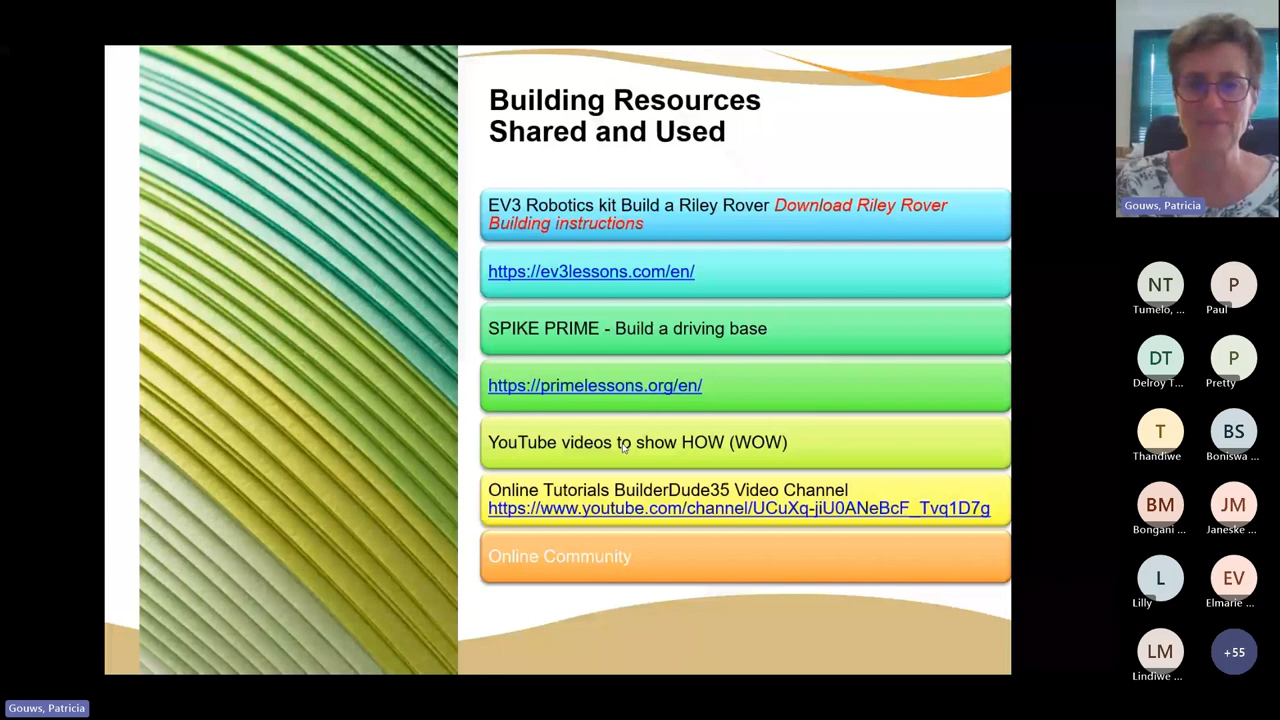 Building Resources
Shared and Used
EV3 Robotics kit Build a Riley Rover Download Riley Rover
Building instructions
https://ev3lessons.com/en/
SPIKE PRIME - Build a driving base
https://primelessons.org/en/
YouTube videos to show HOW (WOW)
Online Tutorials BuilderDude35 Video Channel
https://www.youtube.com/channel/UCuXq-jiU0ANeBcF_Tvq1D7g
Online Community
Gouws, Patricia
NT
P
Tumelo, ...
Paul
DT
P
Delroy T...
Pretty
T
BS
Thandiwe
Boniswa ...
BM
JM
Bongani ...
Janeske ...
L
EV
Lilly
Elmarie ...
LM
+55
Lindiwe ...
Gouws, Patricia